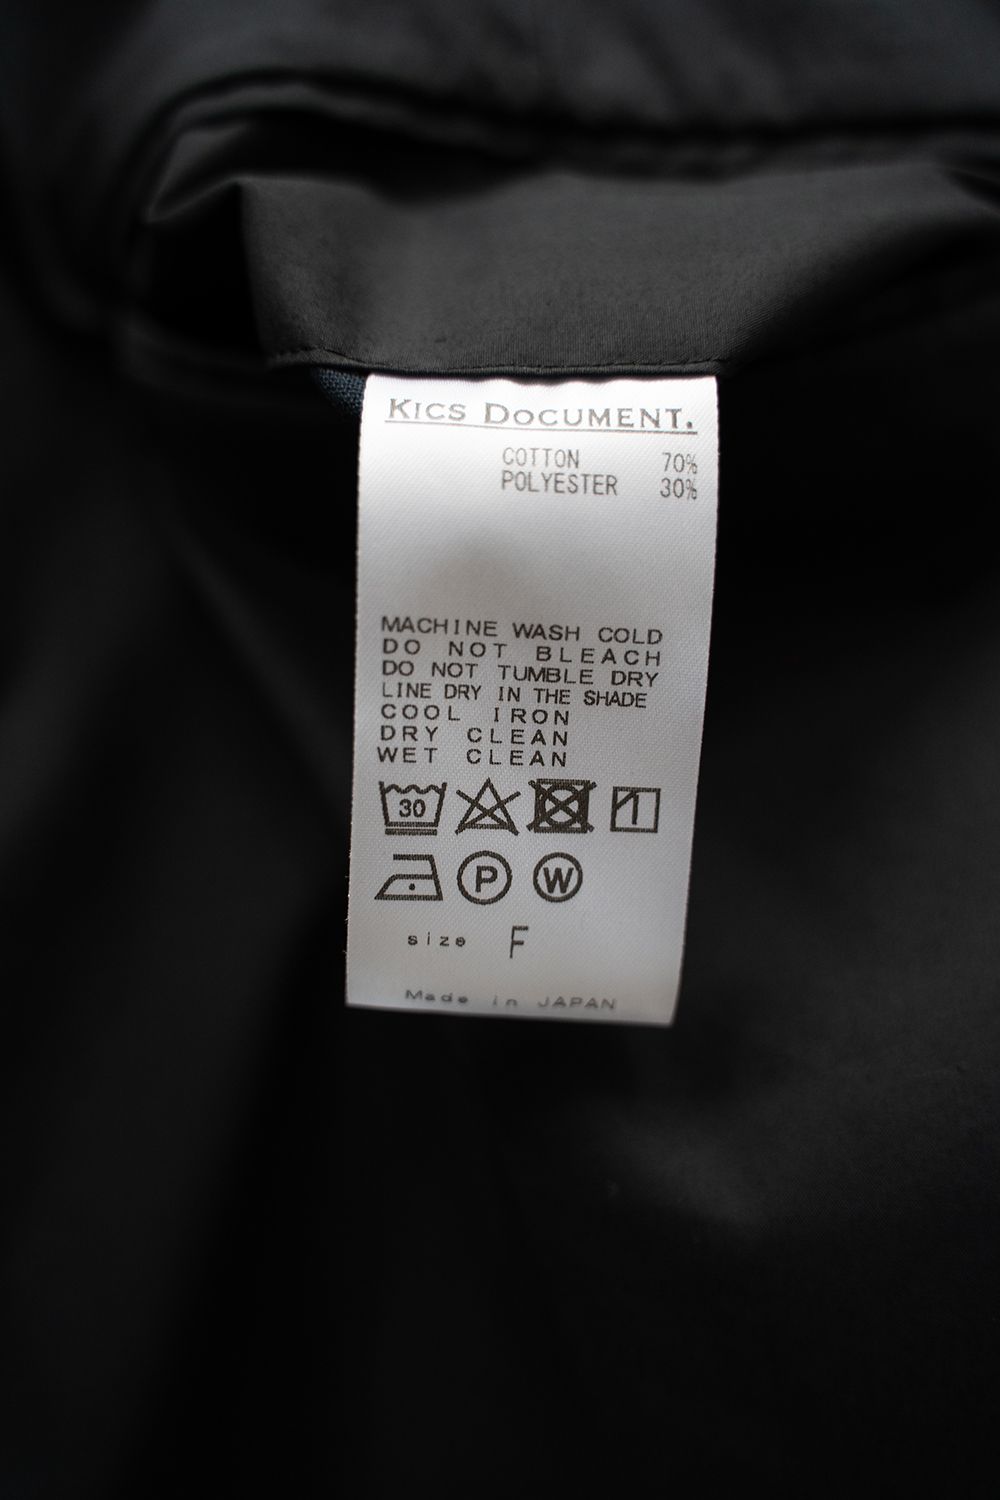 KICS DOCUMENT.
COTTON 70%
POLYESTER 30%
MACHINE WASH COLD
DO NOT BLEACH
DO NOT TUMBLE DRY
LINE DRY IN THE SHADE
COOL IRON
DRY CLEAN
WET CLEAN
30
P W
size F
Made in JAPAN